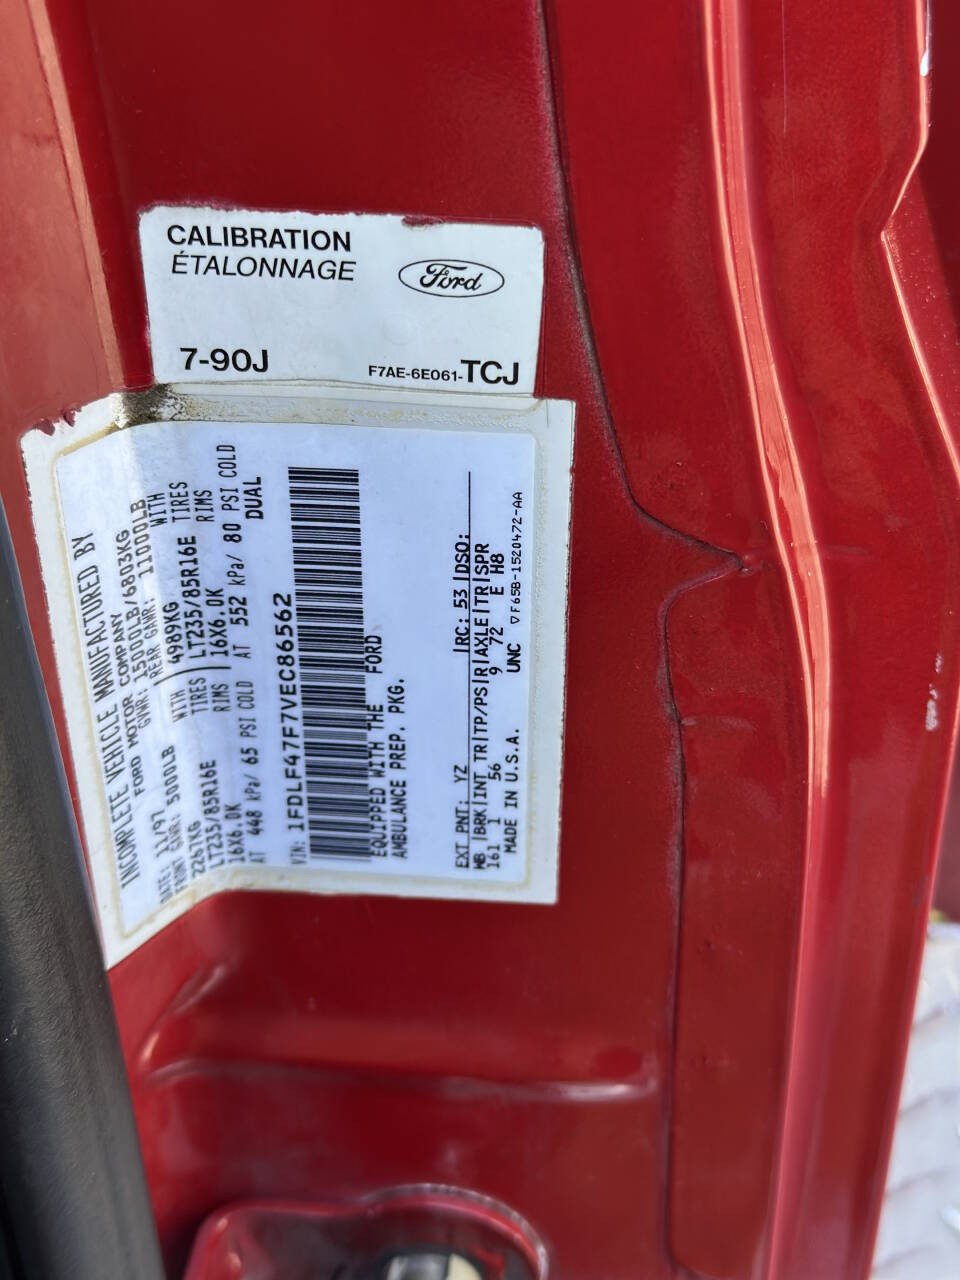 CALIBRATION
ÉTALONNAGE
Ford
7-90J
F7AE-6E061-TCJ
INCOMPLETE VEHICLE MANUFACTURED BY
FORD MOTOR COMPANY
DATE: 11/97 GVWR: 15000LB/6803KG
FRONT GAWR: 5000LB REAR GAWR: 11000LB
2267KG WITH 4989KG WITH
LT235/85R16E TIRES LT235/85R16E TIRES
16X6.0K RIMS 16X6.0K RIMS
AT 448 kPa/ 65 PSI COLD AT 552 kPa/ 80 PSI COLD
DUAL
VIN: 1FDLF47F7VEC86562
EQUIPPED WITH THE FORD
AMBULANCE PREP. PKG.
EXT PNT: YZ RC: 53 DSO:
WB BRK INT TR TP/PS R AXLE TR SPR
161 1 56 9 72 E H8
MADE IN U.S.A. UNC ▽F65B-1520472-AA